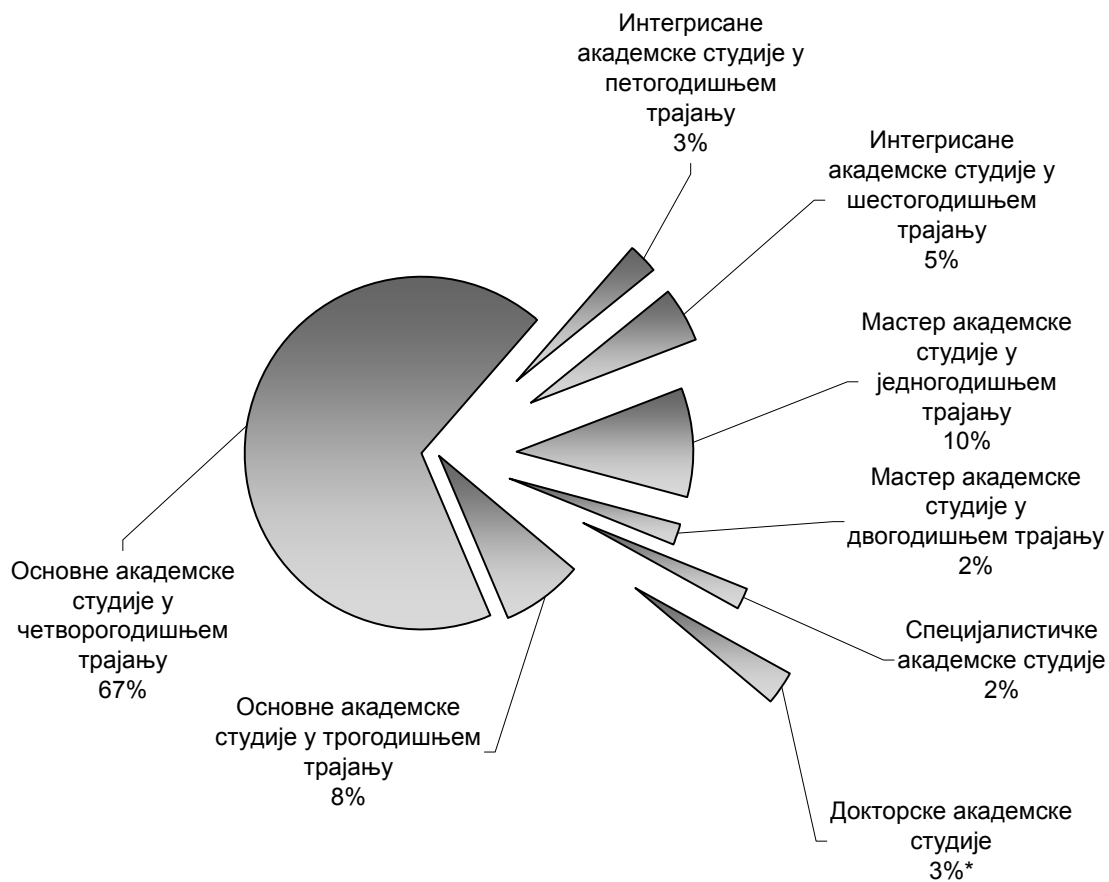 Интегрисане
академске студије у
петогодишњем
трајању
3%
Интегрисане
академске студије у
шестогодишњем
трајању
5%
Мастер академске
студије у
једногодишњем
трајању
10%
Мастер академске
студије у
двогодишњем трајању
2%
Специјалистичке
академске студије
2%
Докторске академске
студије
3%*
Основне академске
студије у трогодишњем
трајању
8%
Основне академске
студије у
четворогодишњем
трајању
67%